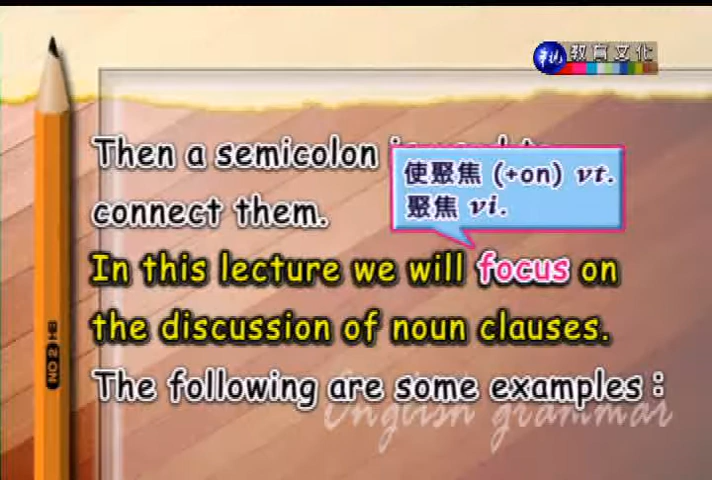 華視 教育文化
Then a semicolon
使聚焦 (+on) vt.
聚焦 vi.
connect them.
In this lecture we will focus on
the discussion of noun clauses.
The following are some examples：
English grammar
NO 2 HB